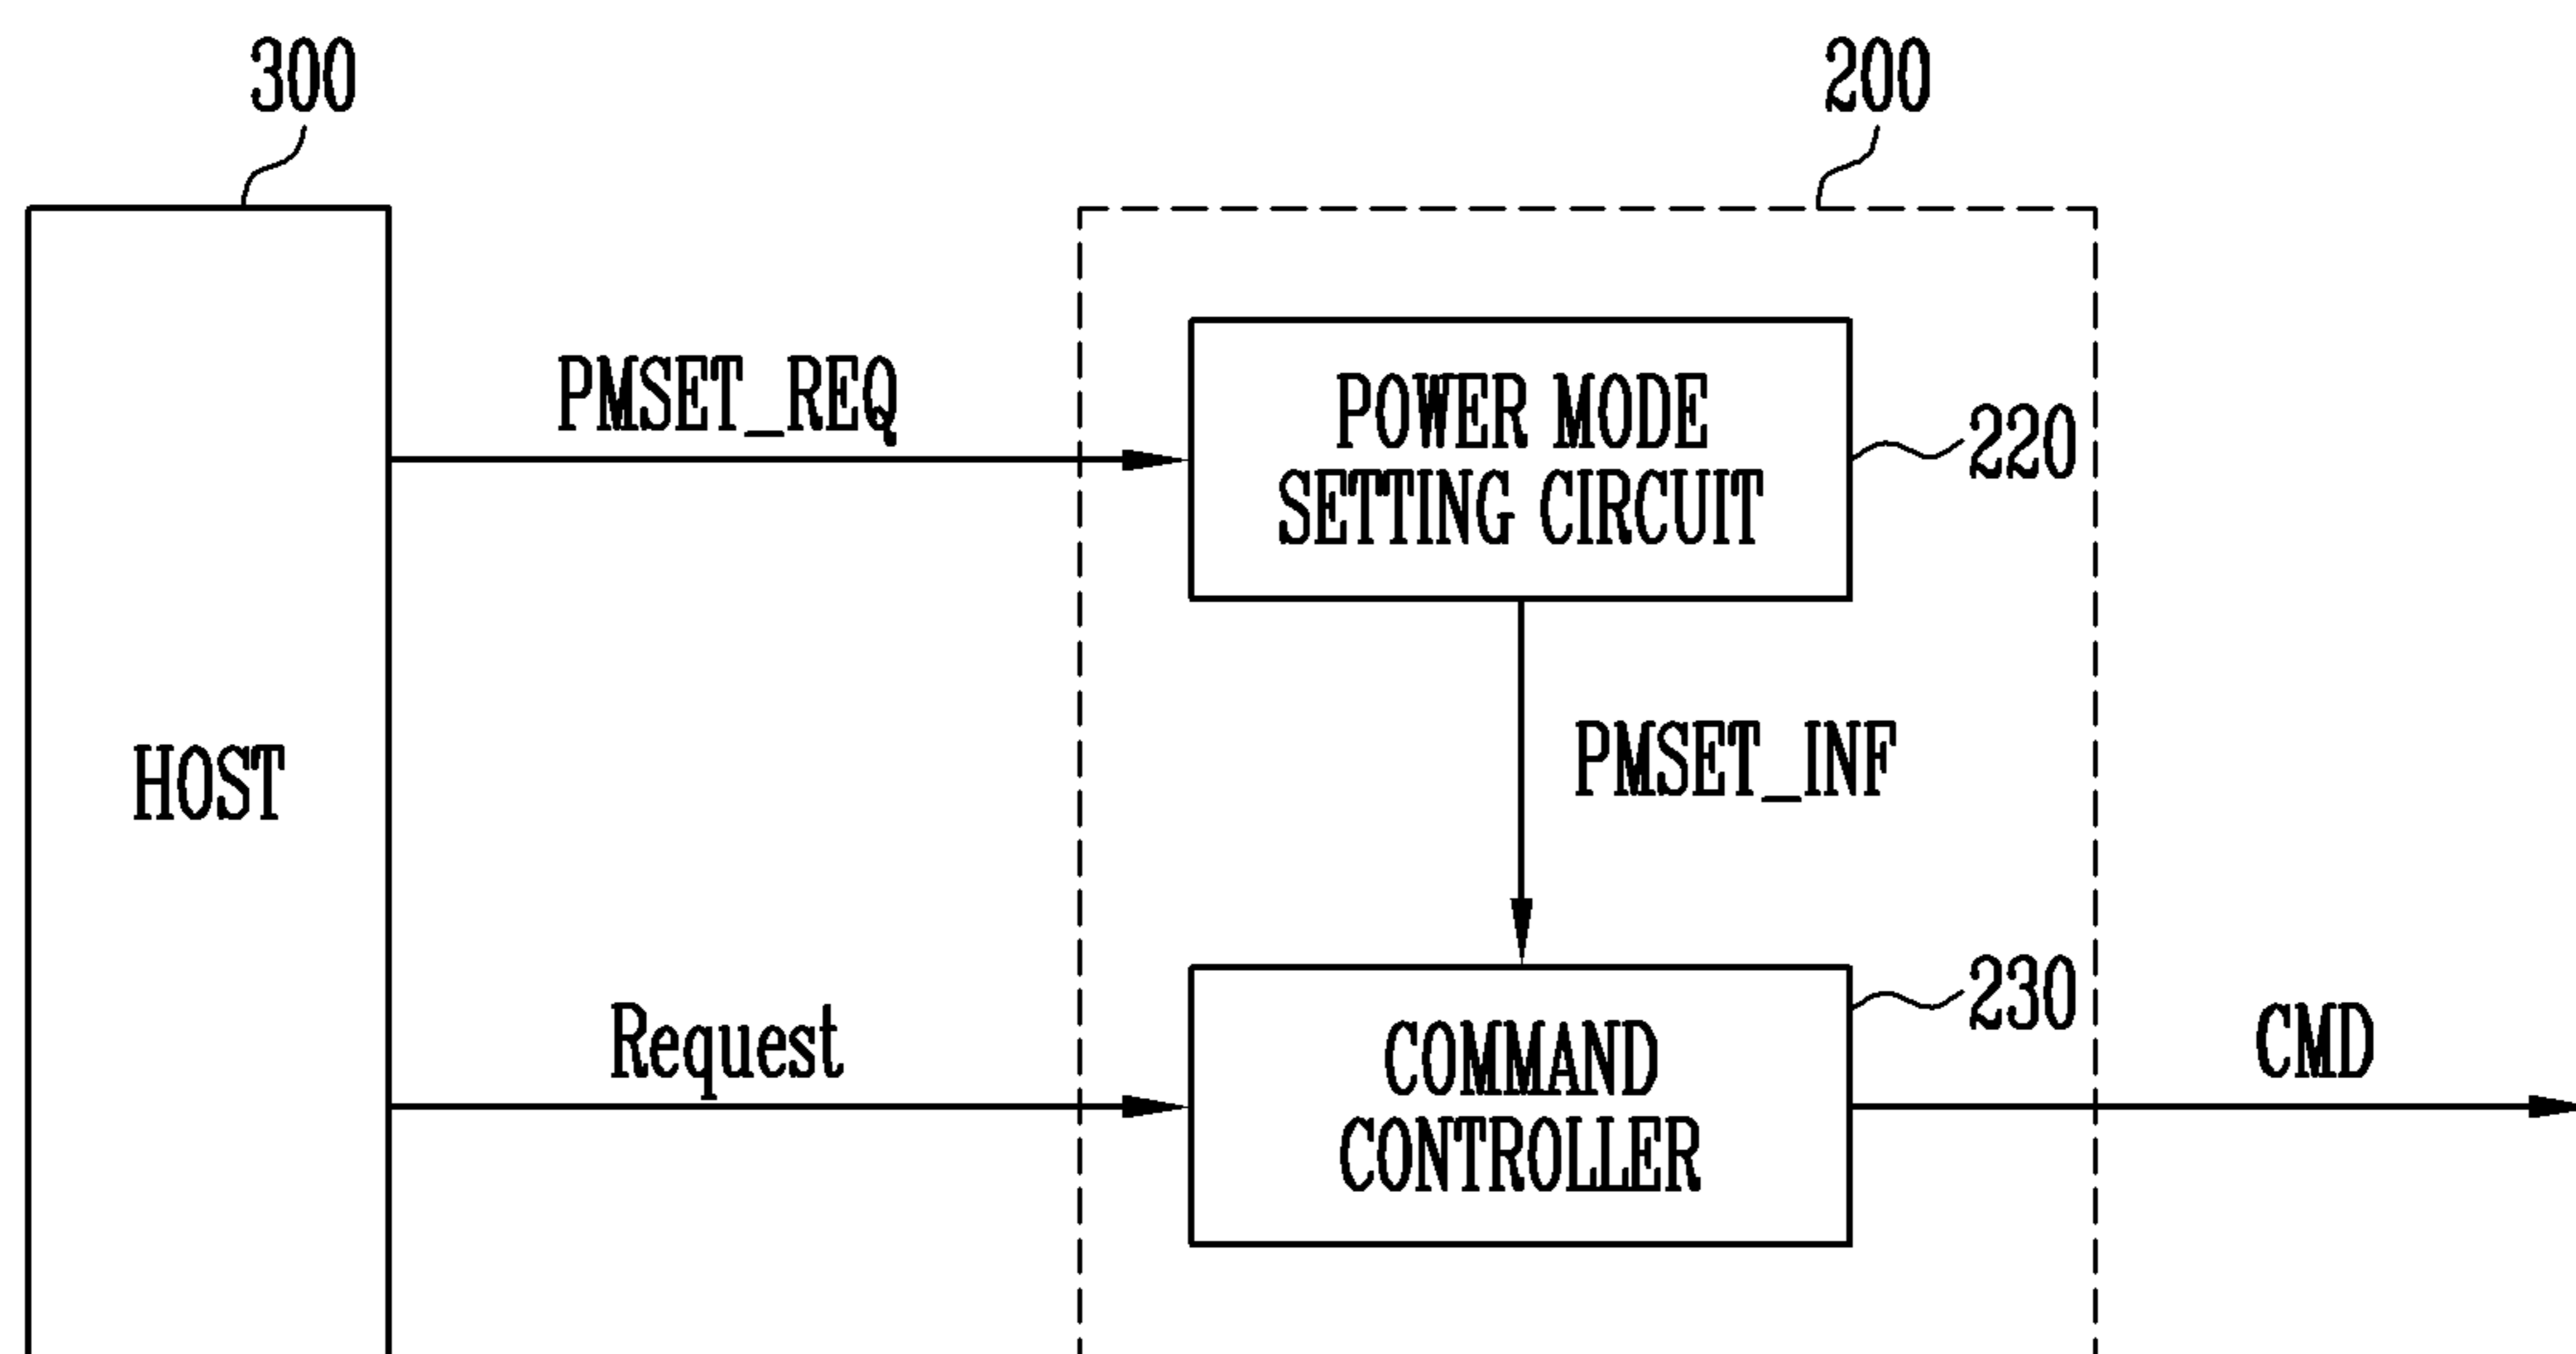 300
200
PMSET_REQ
POWER MODE
SETTING CIRCUIT
220
HOST
PMSET_INF
Request
COMMAND
CONTROLLER
230
CMD